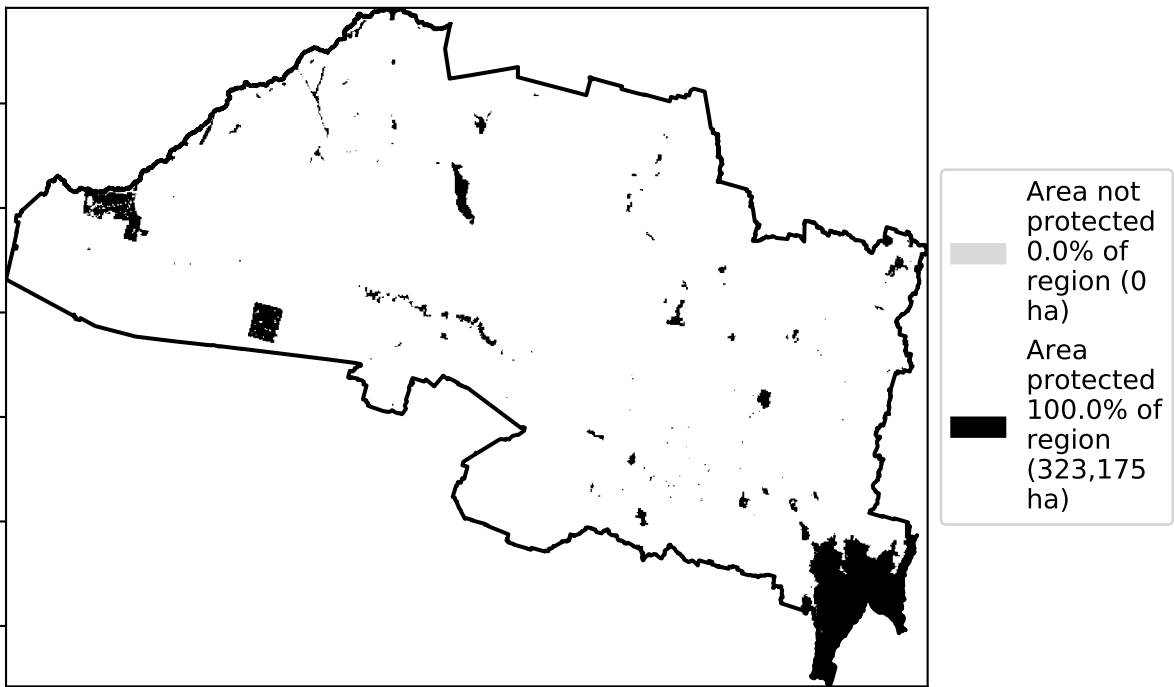 Area not
protected
0.0% of
region (0
ha)
Area
protected
100.0% of
region
(323,175
ha)